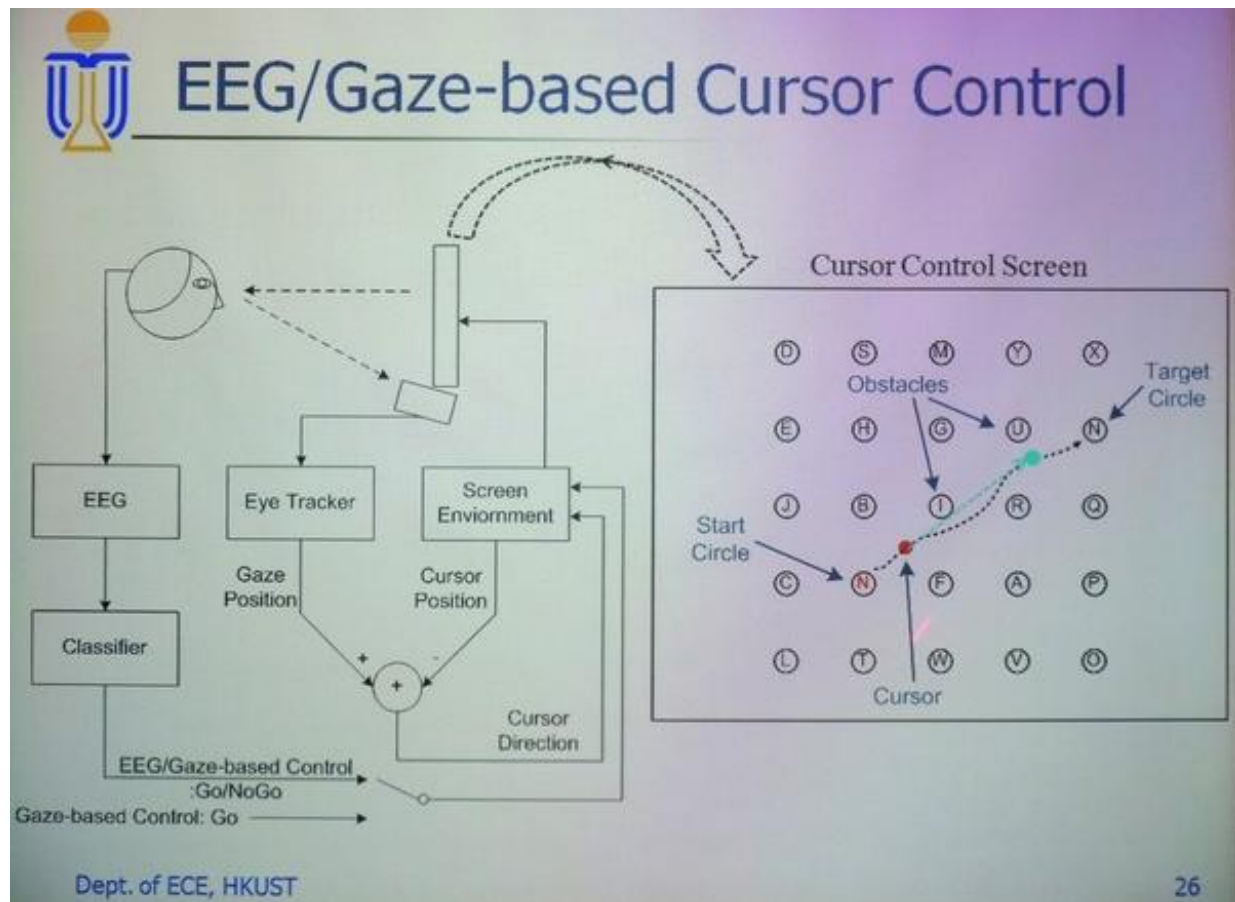 EEG/Gaze-based Cursor Control
Cursor Control Screen
D S M Y X
Obstacles
Target
Circle
E H G U N
J B I R Q
Start
Circle
C N F A P
L T W V O
Cursor
EEG
Eye Tracker
Screen
Enviornment
Gaze
Position
Cursor
Position
Classifier
+
-
+
Cursor
Direction
EEG/Gaze-based Control
:Go/NoGo
Gaze-based Control: Go
Dept. of ECE, HKUST
26